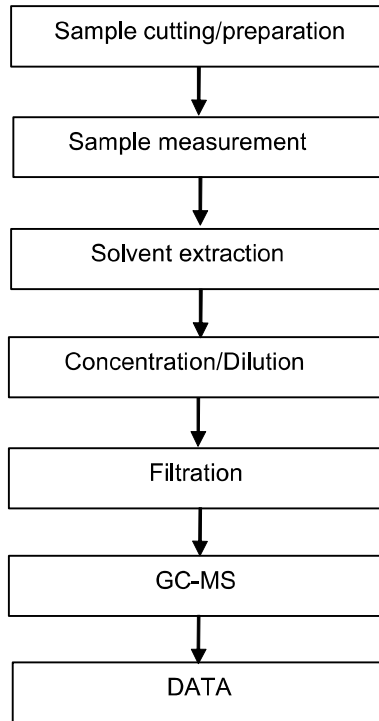 Sample cutting/preparation
Sample measurement
Solvent extraction
Concentration/Dilution
Filtration
GC-MS
DATA